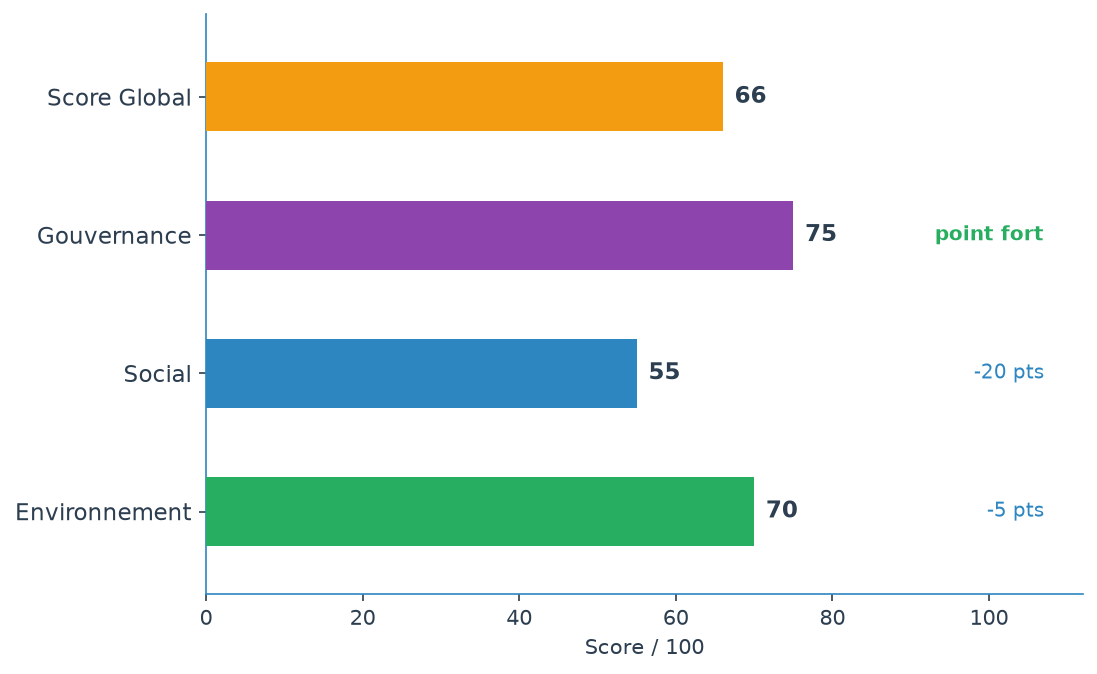 Score Global 66
Gouvernance 75 point fort
Social 55 -20 pts
Environnement 70 -5 pts
0 20 40 60 80 100
Score / 100